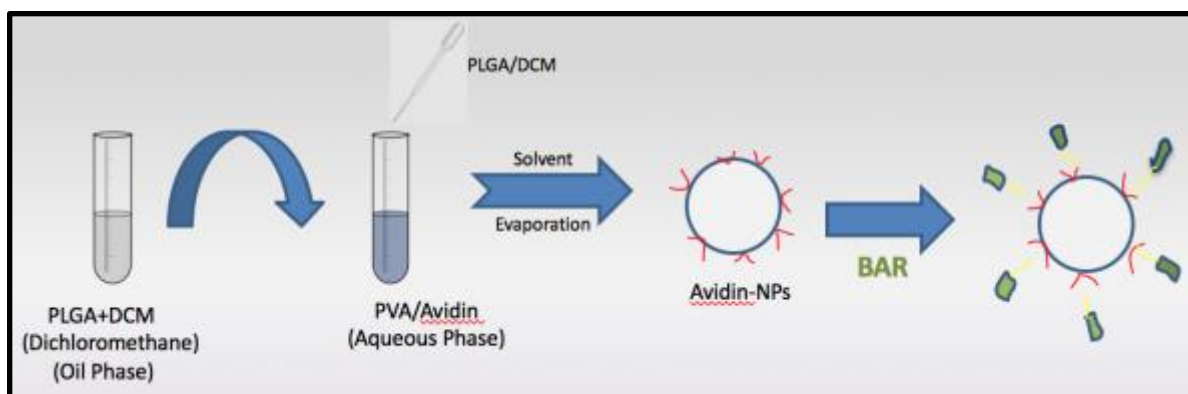 PLGA/DCM
PLGA+DCM
(Dichloromethane)
(Oil Phase)
PVA/Avidin
(Aqueous Phase)
Solvent
Evaporation
Avidin-NPs
BAR